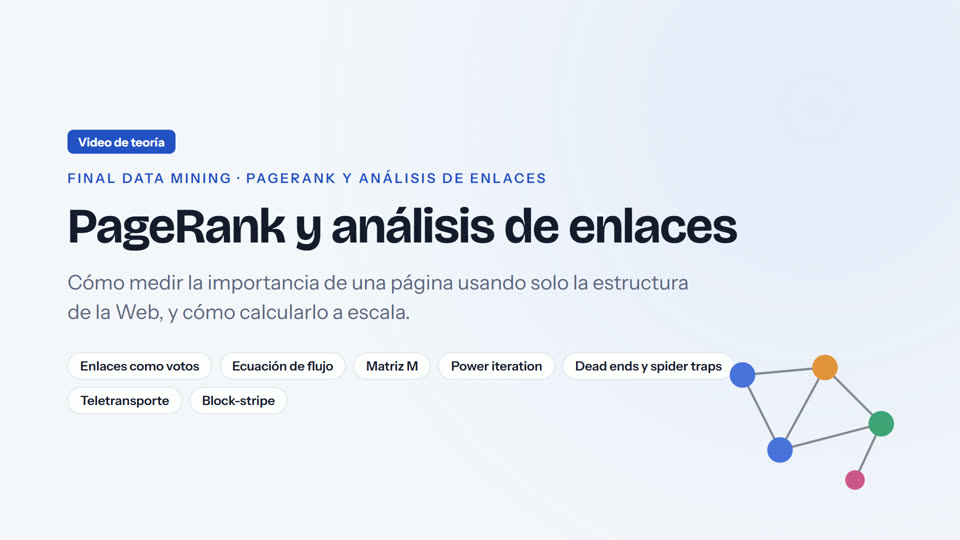 Video de teoría
FINAL DATA MINING · PAGERANK Y ANÁLISIS DE ENLACES
PageRank y análisis de enlaces
Cómo medir la importancia de una página usando solo la estructura
de la Web, y cómo calcularlo a escala.
Enlaces como votos Ecuación de flujo Matriz M Power iteration Dead ends y spider traps
Teletransporte Block-stripe